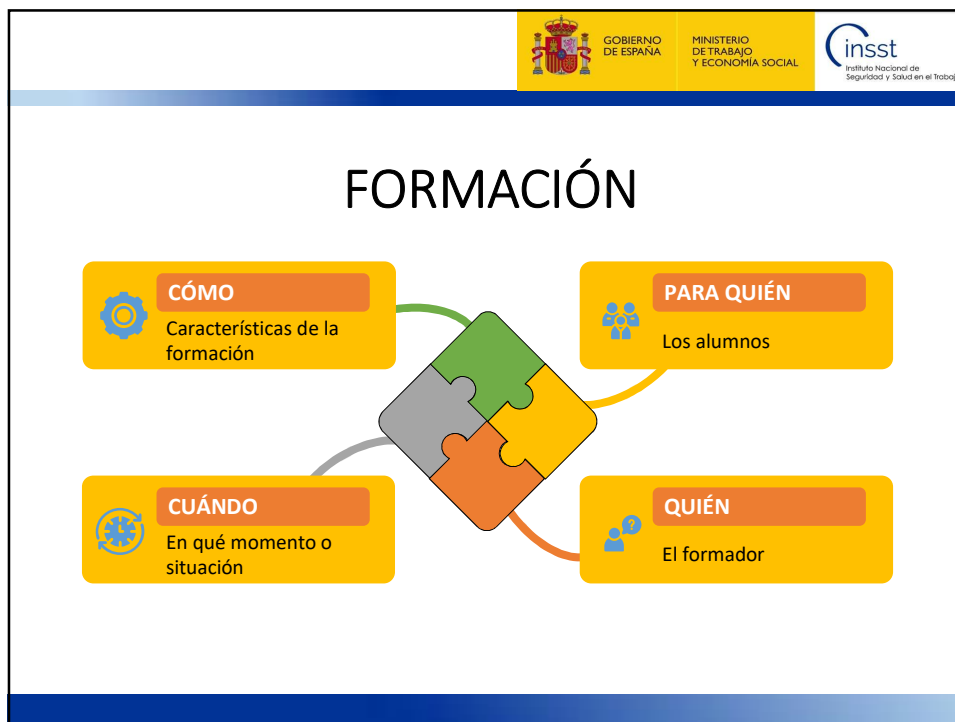 GOBIERNO
DE ESPAÑA
MINISTERIO
DE TRABAJO
Y ECONOMÍA SOCIAL
insst
Instituto Nacional de
Seguridad y Salud en el Trabaj
FORMACIÓN
CÓMO
Características de la
formación
PARA QUIÉN
Los alumnos
CUÁNDO
En qué momento o
situación
QUIÉN
?
El formador